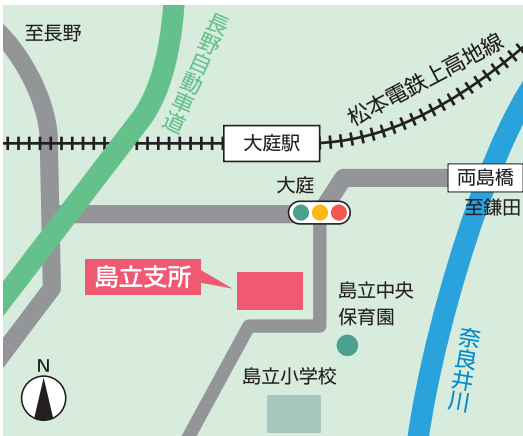 至長野
長野自動車道
松本電鉄上高地線
大庭駅
両島橋
大庭
至鎌田
島立支所
島立中央
保育園
奈良井川
島立小学校
N